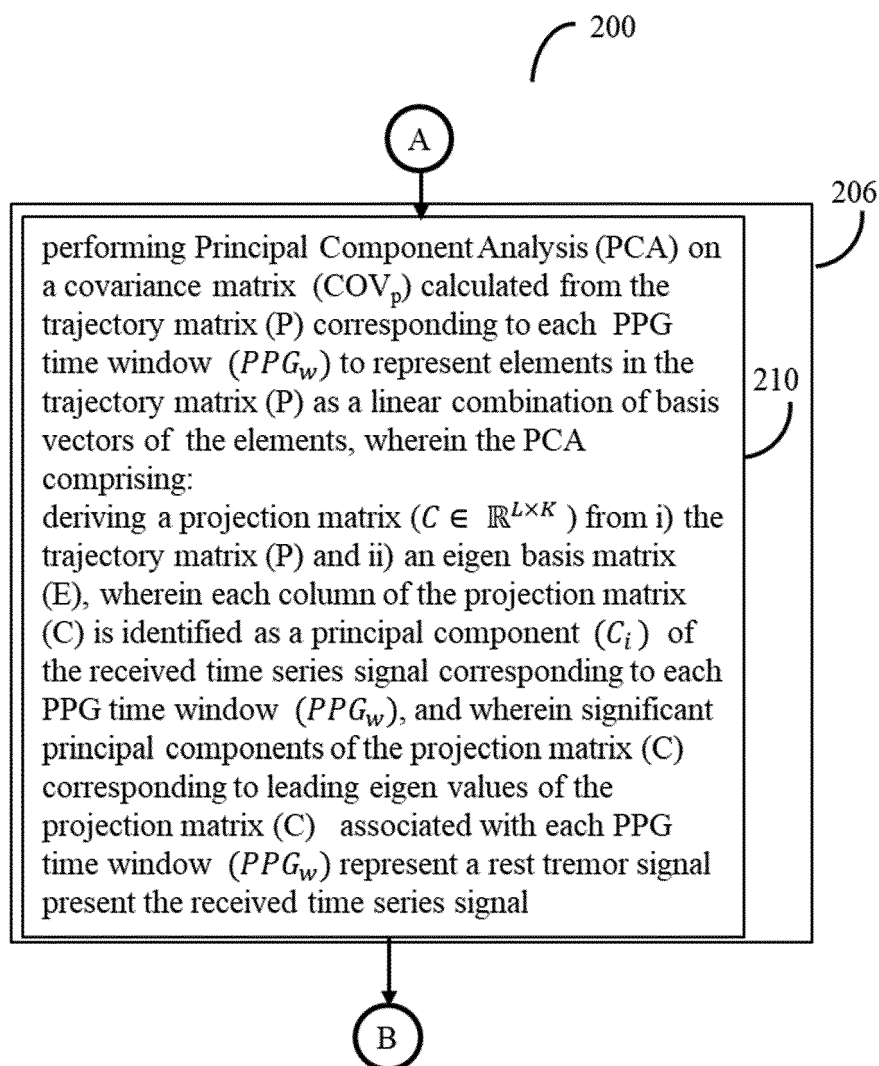 200
A
206
performing Principal Component Analysis (PCA) on
a covariance matrix (COVₚ) calculated from the
trajectory matrix (P) corresponding to each PPG
time window (𝑃𝑃𝐺𝑤) to represent elements in the
210
trajectory matrix (P) as a linear combination of basis
vectors of the elements, wherein the PCA
comprising:
deriving a projection matrix (𝐶 ∈ ℝ^{𝐿×𝐾} ) from i) the
trajectory matrix (P) and ii) an eigen basis matrix
(E), wherein each column of the projection matrix
(C) is identified as a principal component (𝐶𝑖) of
the received time series signal corresponding to each
PPG time window (𝑃𝑃𝐺𝑤), and wherein significant
principal components of the projection matrix (C)
corresponding to leading eigen values of the
projection matrix (C) associated with each PPG
time window (𝑃𝑃𝐺𝑤) represent a rest tremor signal
present the received time series signal
B